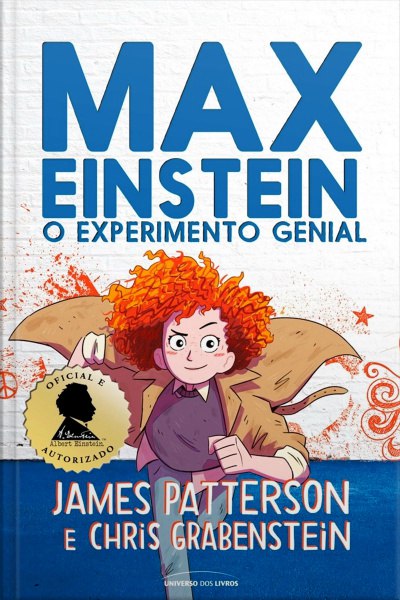 MAX
EINSTEIN
O EXPERIMENTO GENIAL
OFICIAL E
Albert Einstein
AUTORIZADO
JAMES PATTERSON
E CHRIS GRABENSTEIN
UNIVERSO DOS LIVROS